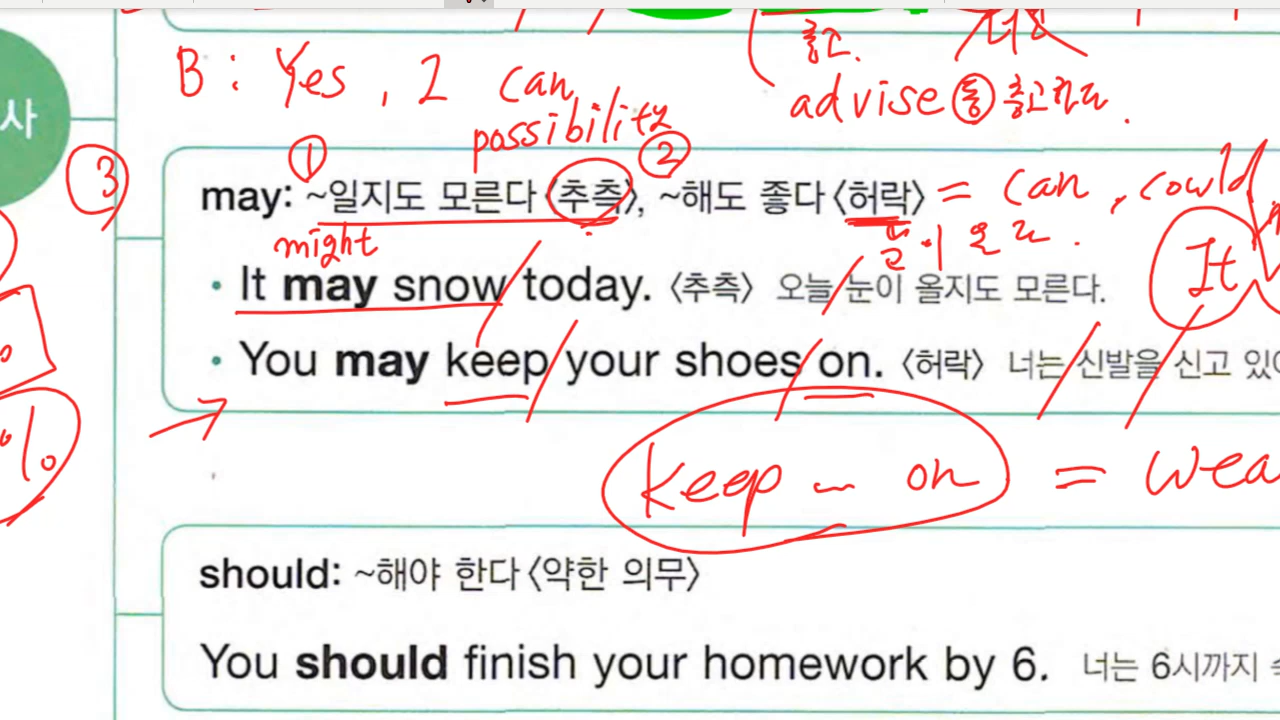 충고.
B : Yes, I can
advise 동 충고하다.
possibility
사
① ②
③
may: ~일지도 모른다〈추측〉, ~해도 좋다〈허락〉 = can, could
might
It
• It may snow today. 〈추측〉 오늘 눈이 올지도 모른다.
• You may keep your shoes on. 〈허락〉 너는 신발을 신고 있어
%
keep ~ on = wea
should: ~해야 한다〈약한 의무〉
You should finish your homework by 6. 너는 6시까지